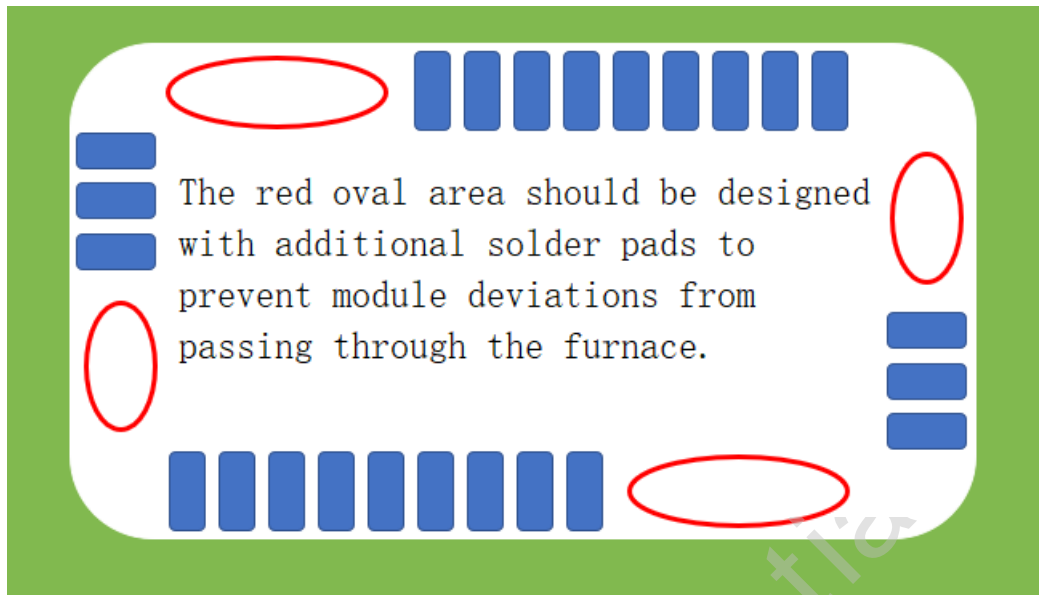 The red oval area should be designed
with additional solder pads to
prevent module deviations from
passing through the furnace.